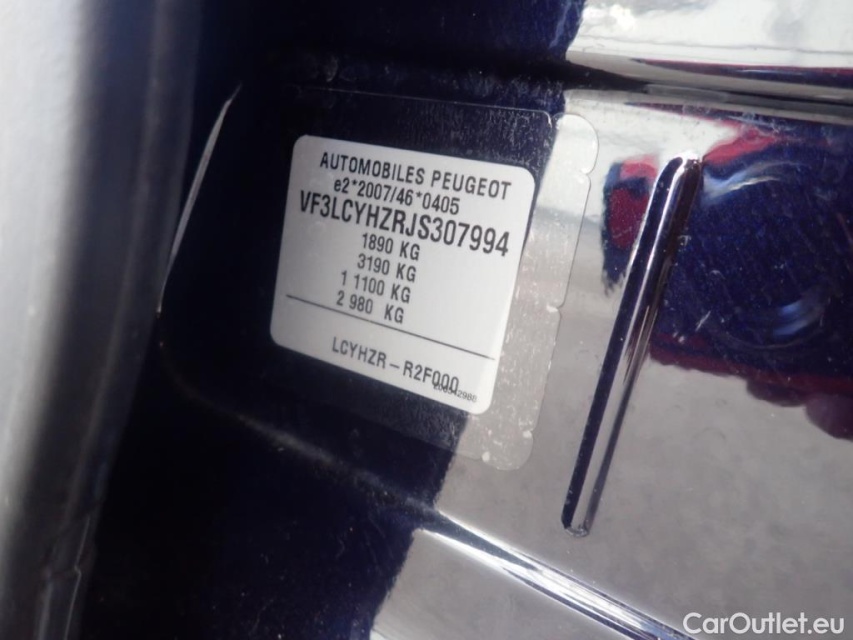 AUTOMOBILES PEUGEOT
e2*2007/46*0405
VF3LCYHZRJS307994
1890 KG
3190 KG
1 1100 KG
2 980 KG
LCYHZR-R2F000
CarOutlet.eu